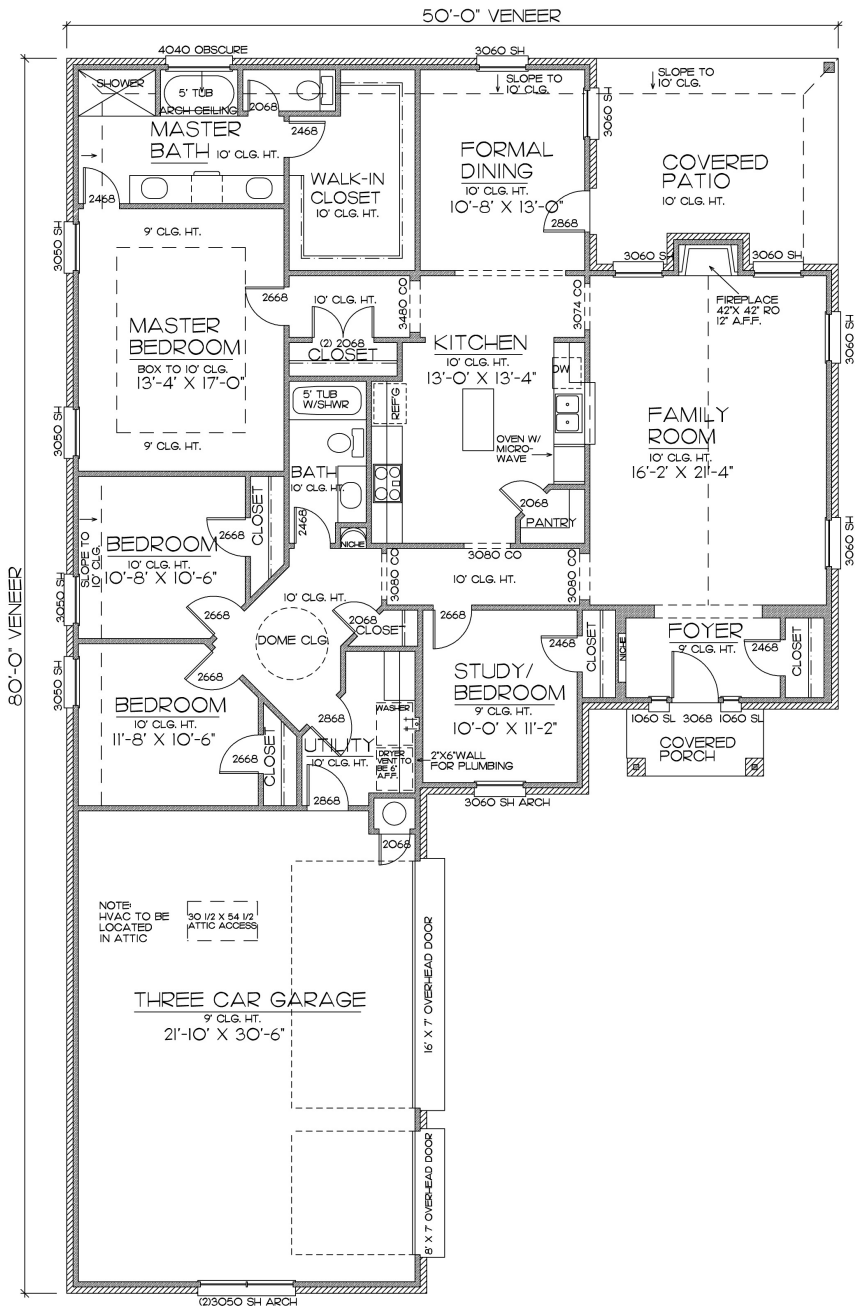 50'-0" VENEER
4040 OBSCURE
3060 SH
SHOWER
5' TUB
ARCH CEILING
2068
SLOPE TO
10' CLG.
3060 SH
SLOPE TO
10' CLG.
MASTER
BATH 10' CLG. HT.
2468
2468
WALK-IN
CLOSET
10' CLG. HT.
FORMAL
DINING
10' CLG. HT.
10'-8" X 13'-0"
2868
COVERED
PATIO
10' CLG. HT.
3050 SH
9' CLG. HT.
2668
MASTER
BEDROOM
BOX TO 10' CLG.
13'-4" X 17'-0"
9' CLG. HT.
3050 SH
10' CLG. HT.
(2) 2068
CLOSET
3480 CO
3074 CO
3060 SH
3060 SH
FIREPLACE
42"X 42" RO
12" A.F.F.
3060 SH
KITCHEN
10' CLG. HT.
13'-0" X 13'-4"
DW
REF'G
OVEN W/
MICRO-
WAVE
2068
PANTRY
FAMILY
ROOM
10' CLG. HT.
16'-2" X 21'-4"
3060 SH
5' TUB
W/SHWR
BATH
10' CLG. HT.
2468
NICHE
CLOSET
2668
SLOPE TO
10' CLG.
BEDROOM
10' CLG. HT.
10'-8" X 10'-6"
3050 SH
2668
10' CLG. HT.
DOME CLG.
2068
CLOSET
3080 CO
3080 CO
10' CLG. HT.
3080 CO
2668
80'-0" VENEER
3050 SH
2668
BEDROOM
10' CLG. HT.
11'-8" X 10'-6"
2668
CLOSET
2868
UTILITY
10' CLG. HT.
WASHER
DRYER
VENT TO
BE 6"
A.F.F.
2868
2"X6"WALL
FOR PLUMBING
STUDY/
BEDROOM
9' CLG. HT.
10'-0" X 11'-2"
2468
CLOSET
NICHE
FOYER
9' CLG. HT.
2468
CLOSET
1060 SL
3068
1060 SL
COVERED
PORCH
3060 SH ARCH
2068
NOTE:
HVAC TO BE
LOCATED
IN ATTIC
30 1/2 X 54 1/2
ATTIC ACCESS
THREE CAR GARAGE
9' CLG. HT.
21'-10" X 30'-6"
16' X 7' OVERHEAD DOOR
8' X 7 OVERHEAD DOOR
(2)3050 SH ARCH